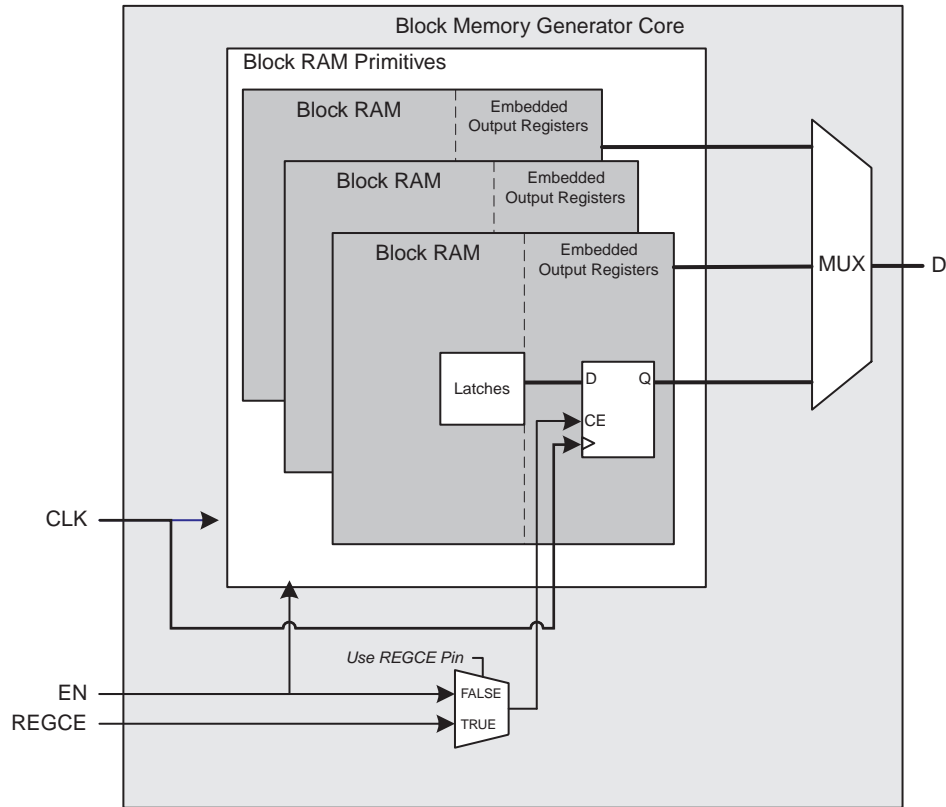 Block Memory Generator Core
Block RAM Primitives
Block RAM
Embedded
Output Registers
Block RAM
Embedded
Output Registers
Block RAM
Embedded
Output Registers
MUX
D
Latches
D
Q
CE
CLK
Use REGCE Pin
EN
FALSE
REGCE
TRUE